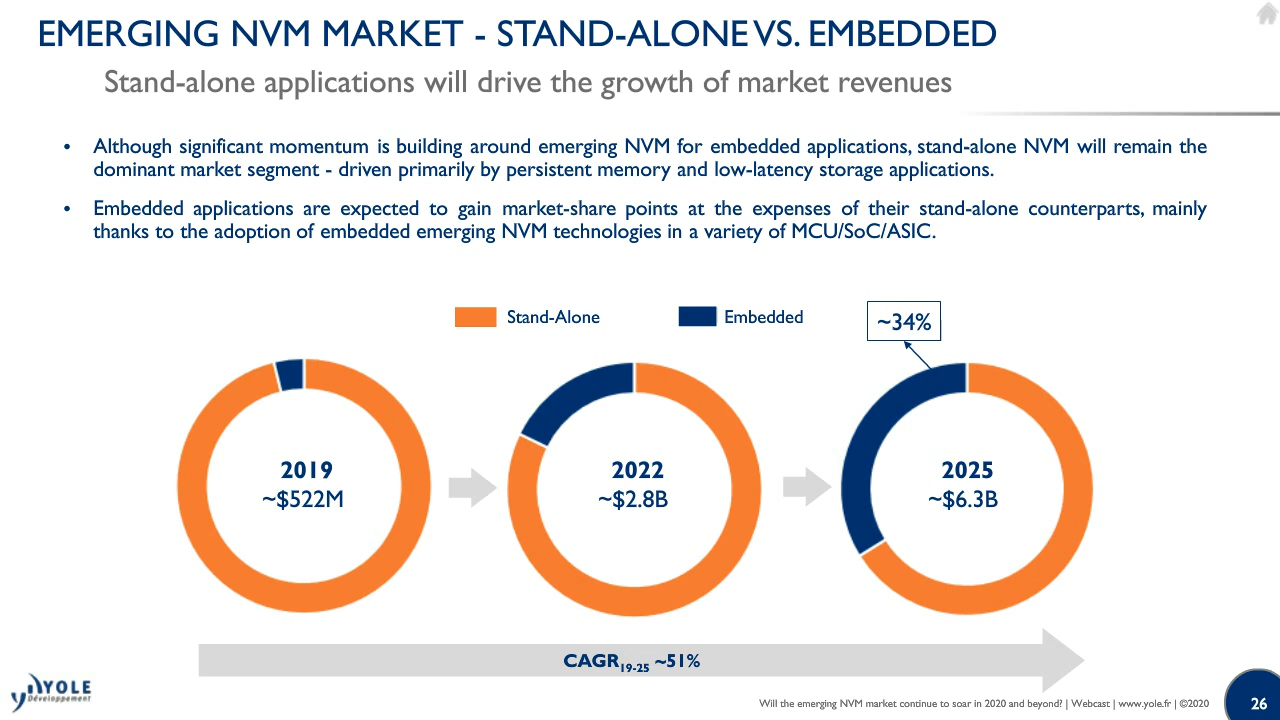 EMERGING NVM MARKET - STAND-ALONE VS. EMBEDDED
Stand-alone applications will drive the growth of market revenues
• Although significant momentum is building around emerging NVM for embedded applications, stand-alone NVM will remain the
dominant market segment - driven primarily by persistent memory and low-latency storage applications.
• Embedded applications are expected to gain market-share points at the expenses of their stand-alone counterparts, mainly
thanks to the adoption of embedded emerging NVM technologies in a variety of MCU/SoC/ASIC.
Stand-Alone
Embedded
~34%
2019
~$522M
2022
~$2.8B
2025
~$6.3B
CAGR19-25 ~51%
YOLE
Développement
Will the emerging NVM market continue to soar in 2020 and beyond? | Webcast | www.yole.fr | ©2020
26